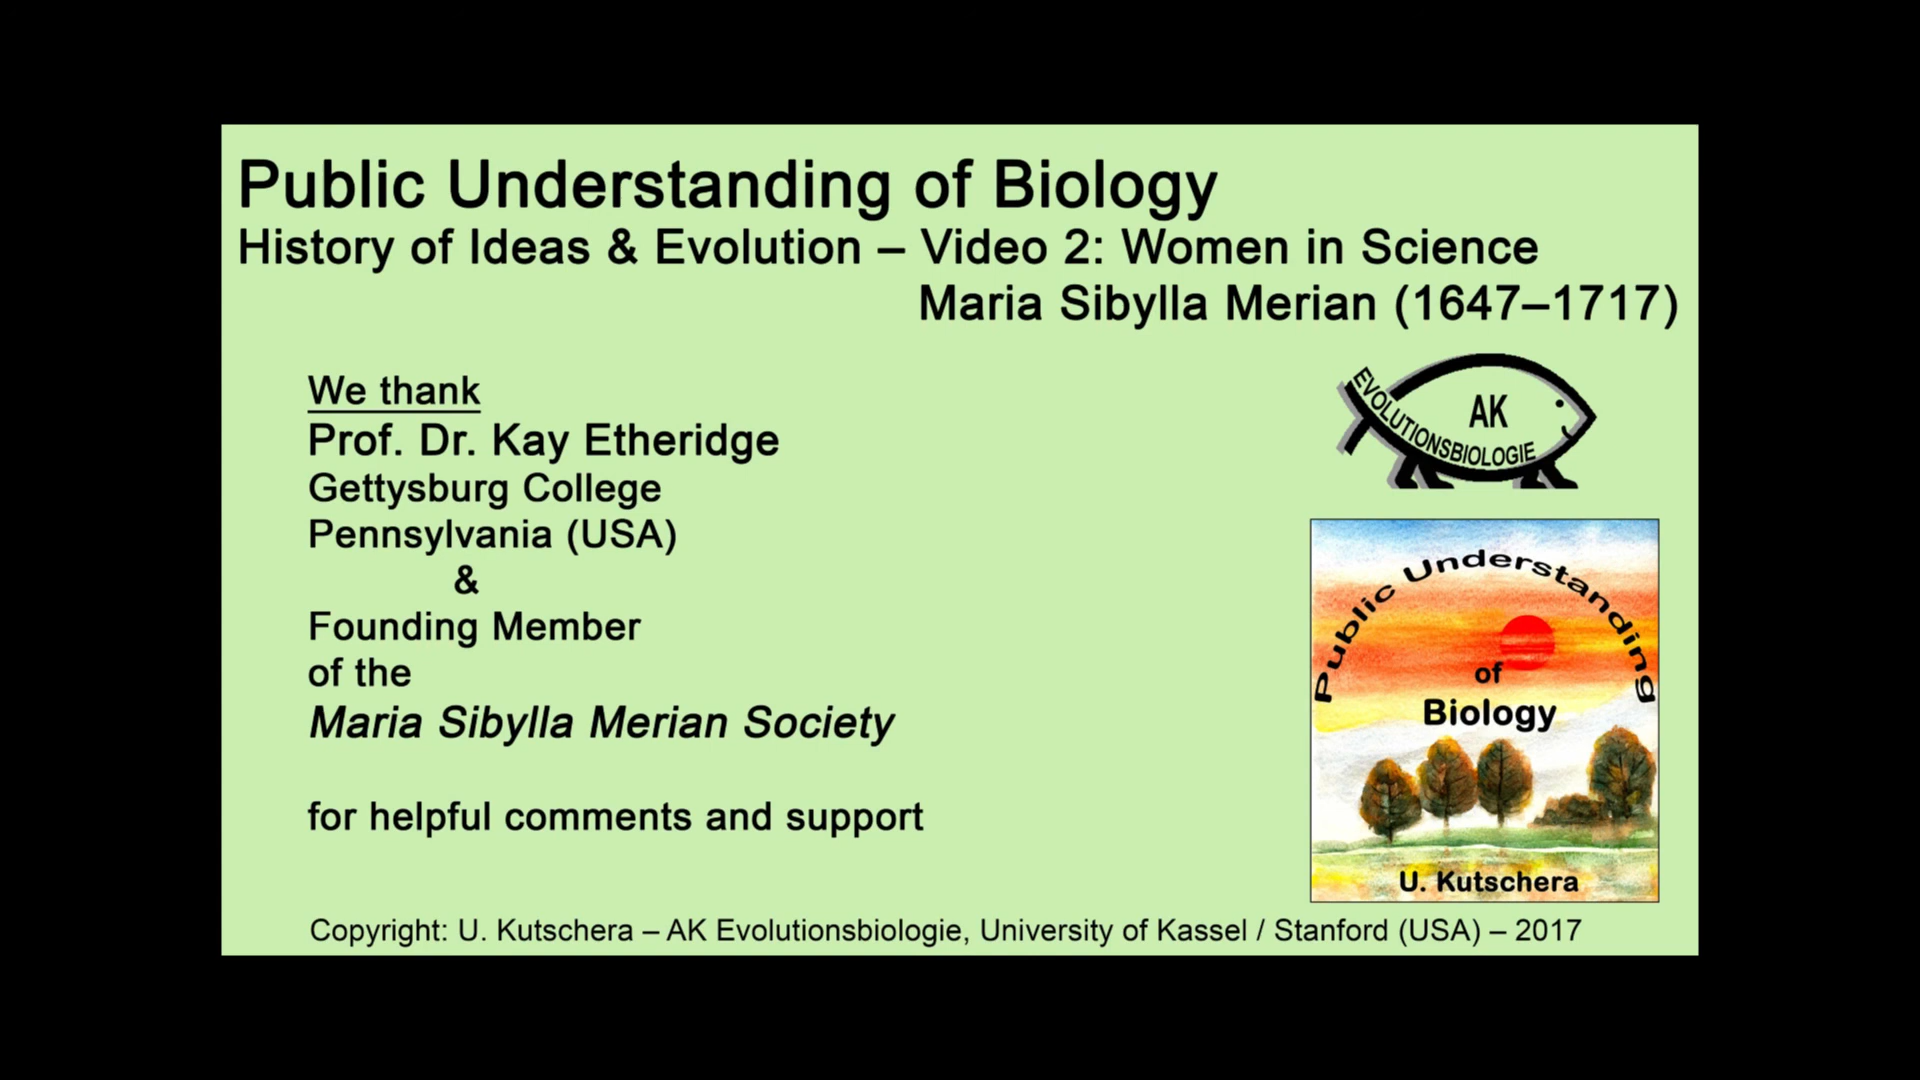 Public Understanding of Biology
History of Ideas & Evolution – Video 2: Women in Science
Maria Sibylla Merian (1647–1717)
We thank
Prof. Dr. Kay Etheridge
Gettysburg College
Pennsylvania (USA)
&
Founding Member
of the
Maria Sibylla Merian Society
for helpful comments and support
AK
EVOLUTIONSBIOLOGIE
Public Understanding
of
Biology
U. Kutschera
Copyright: U. Kutschera – AK Evolutionsbiologie, University of Kassel / Stanford (USA) – 2017